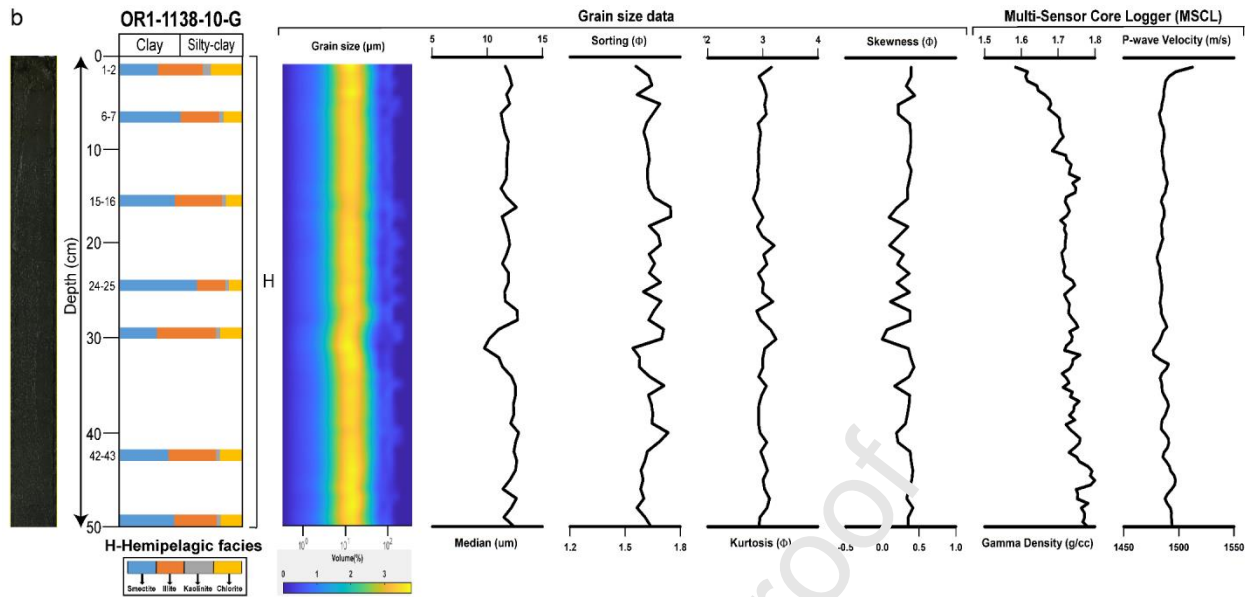 b
OR1-1138-10-G
Clay
Silty-clay
Depth (cm)
0
1-2
6-7
10
15-16
20
24-25
30
40
42-43
50
H
H-Hemipelagic facies
Smectite
Illite
Kaolinite
Chlorite
Grain size (µm)
10⁰
10¹
10²
Volume(%)
0
1
2
3
Grain size data
5
10
15
Median (um)
Sorting (Φ)
1.2
1.5
1.8
2
3
4
Kurtosis (Φ)
Skewness (Φ)
-0.5
0.0
0.5
1.0
Multi-Sensor Core Logger (MSCL)
1.5
1.6
1.7
1.8
Gamma Density (g/cc)
P-wave Velocity (m/s)
1450
1500
1550
roof